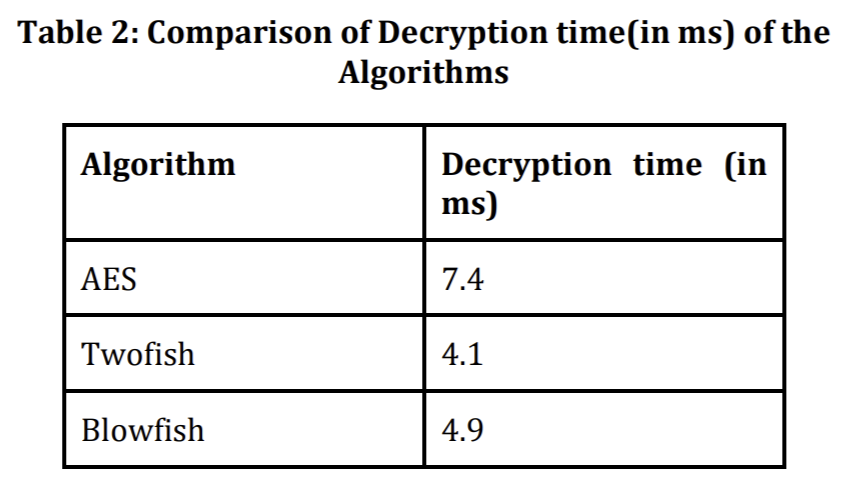 Table 2: Comparison of Decryption time(in ms) of the
Algorithms
Algorithm
Decryption time (in
ms)
AES
7.4
Twofish
4.1
Blowfish
4.9